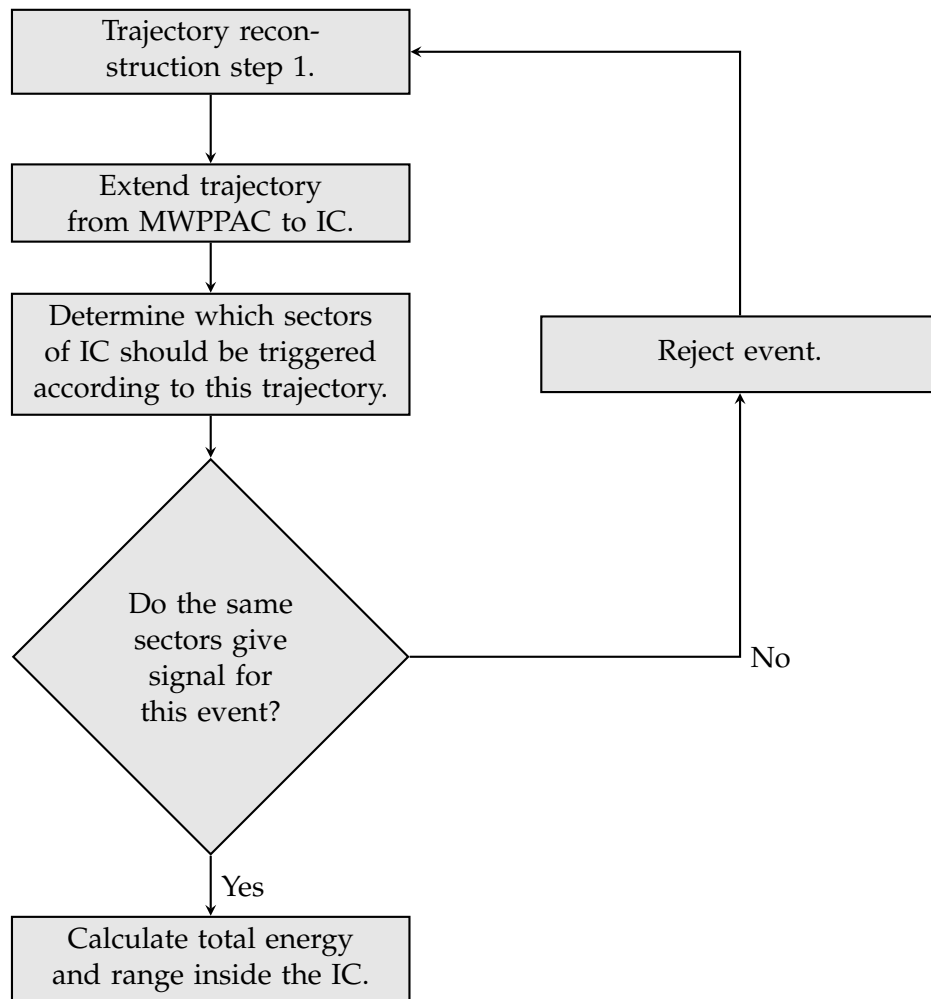 Trajectory recon-
struction step 1.
Extend trajectory
from MWPPAC to IC.
Determine which sectors
of IC should be triggered
according to this trajectory.
Reject event.
Do the same
sectors give
signal for
this event?
No
Yes
Calculate total energy
and range inside the IC.